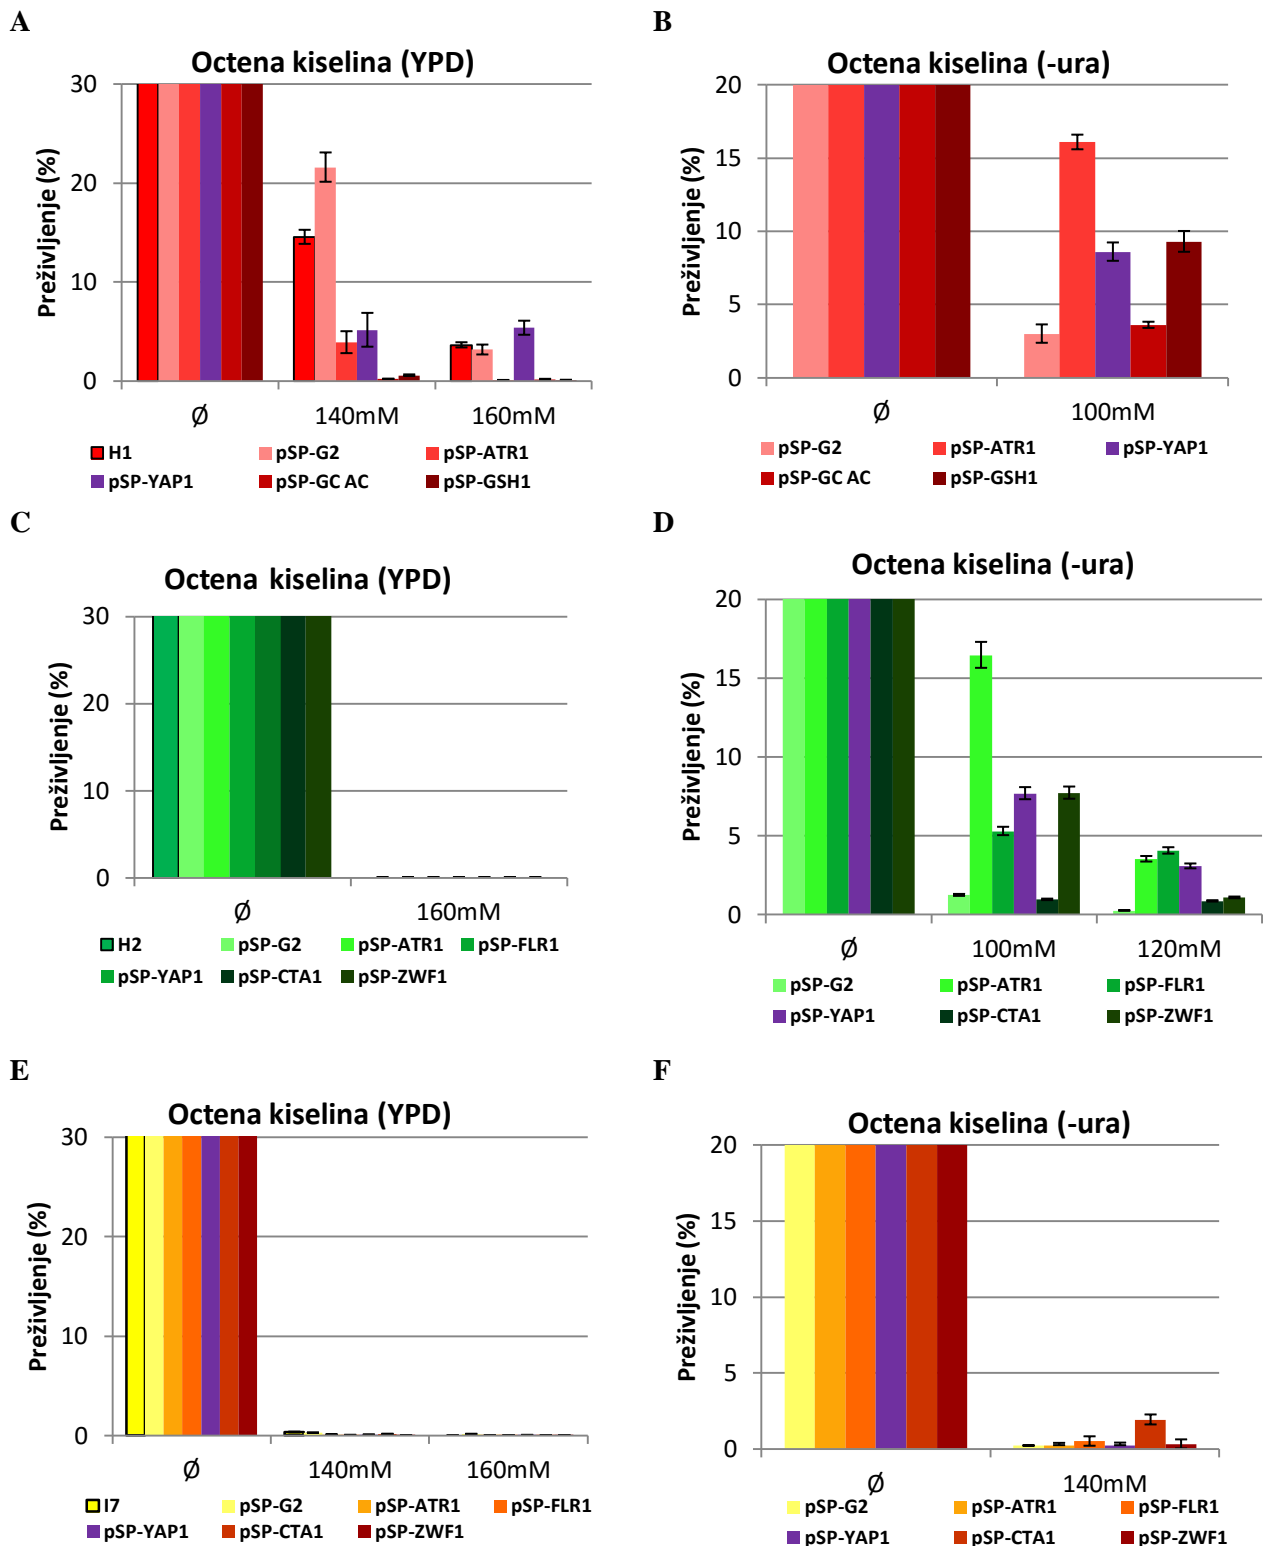 A
Octena kiselina (YPD)
Preživljenje (%)
30
20
10
0
Ø 140mM 160mM
H1 pSP-G2 pSP-ATR1
pSP-YAP1 pSP-GC AC pSP-GSH1
B
Octena kiselina (-ura)
Preživljenje (%)
20
15
10
5
0
Ø 100mM
pSP-G2 pSP-ATR1 pSP-YAP1
pSP-GC AC pSP-GSH1
C
Octena kiselina (YPD)
Preživljenje (%)
30
20
10
0
Ø 160mM
H2 pSP-G2 pSP-ATR1 pSP-FLR1
pSP-YAP1 pSP-CTA1 pSP-ZWF1
D
Octena kiselina (-ura)
Preživljenje (%)
20
15
10
5
0
Ø 100mM 120mM
pSP-G2 pSP-ATR1 pSP-FLR1
pSP-YAP1 pSP-CTA1 pSP-ZWF1
E
Octena kiselina (YPD)
Preživljenje (%)
30
20
10
0
Ø 140mM 160mM
I7 pSP-G2 pSP-ATR1 pSP-FLR1
pSP-YAP1 pSP-CTA1 pSP-ZWF1
F
Octena kiselina (-ura)
Preživljenje (%)
20
15
10
5
0
Ø 140mM
pSP-G2 pSP-ATR1 pSP-FLR1
pSP-YAP1 pSP-CTA1 pSP-ZWF1